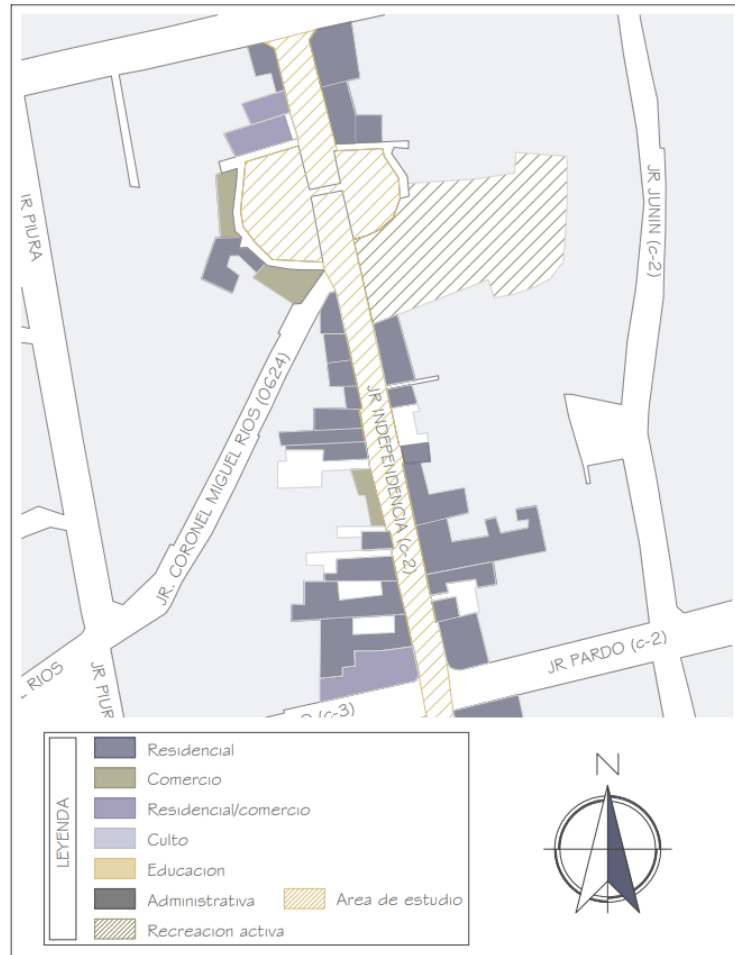 JR PIURA
JR JUNIN (c-2)
JR. CORONEL MIGUEL RIOS (0624)
JR INDEPENDENCIA (c-2)
JR PARDO (c-2)
L RIOS
JR PIUR
O (c-3)
N
LEYENDA
Residencial
Comercio
Residencial/comercio
Culto
Educacion
Administrativa
Area de estudio
Recreacion activa